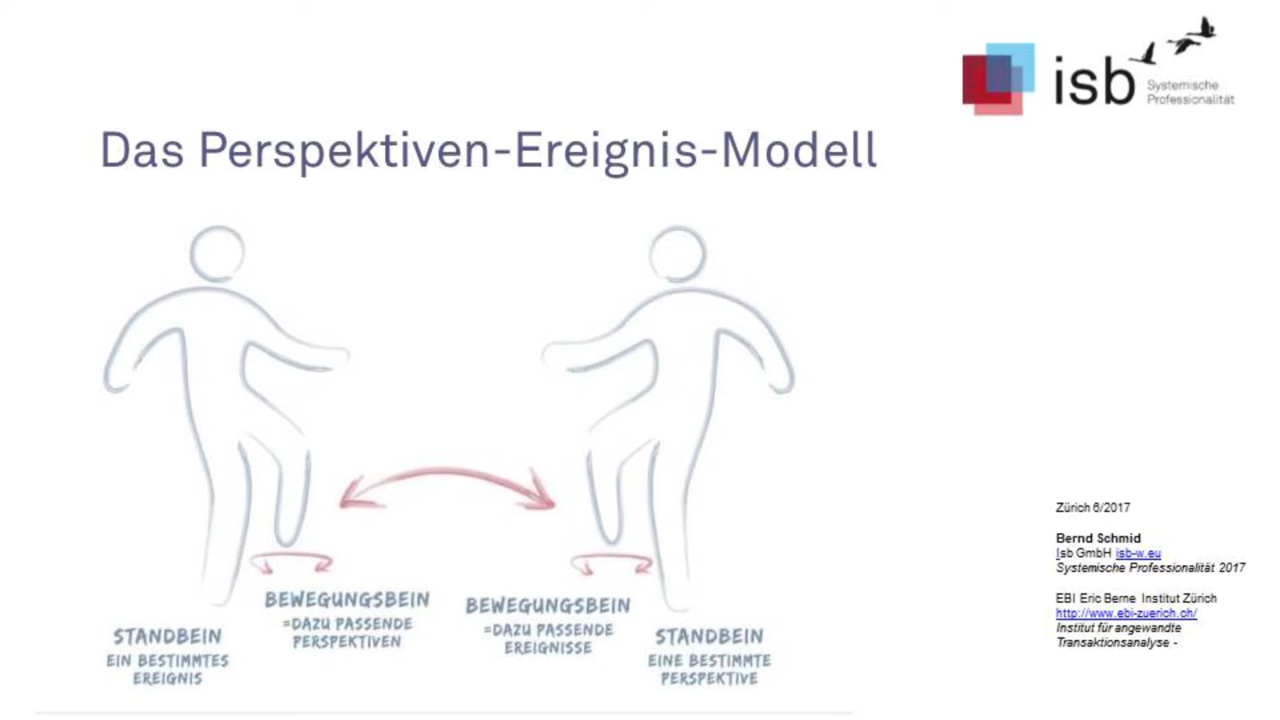 isb
Systemische
Professionalität
Das Perspektiven-Ereignis-Modell
BEWEGUNGSBEIN
=DAZU PASSENDE
PERSPEKTIVEN
BEWEGUNGSBEIN
=DAZU PASSENDE
EREIGNISSE
STANDBEIN
EIN BESTIMMTES
EREIGNIS
STANDBEIN
EINE BESTIMMTE
PERSPEKTIVE
Zürich 6/2017
Bernd Schmid
Isb GmbH isb-w.eu
Systemische Professionalität 2017
EBI Eric Berne Institut Zürich
http://www.ebi-zuerich.ch/
Institut für angewandte
Transaktionsanalyse -